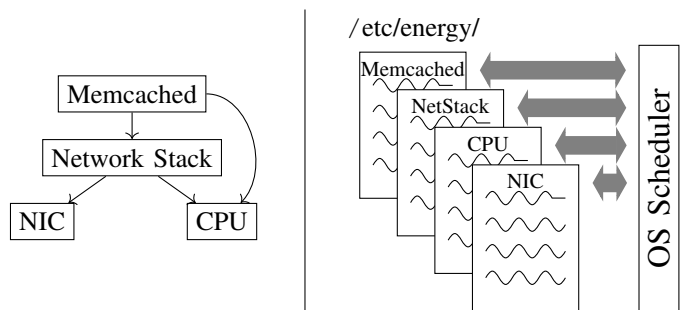 Memcached
Network Stack
NIC
CPU
/etc/energy/
Memcached
NetStack
CPU
NIC
OS Scheduler